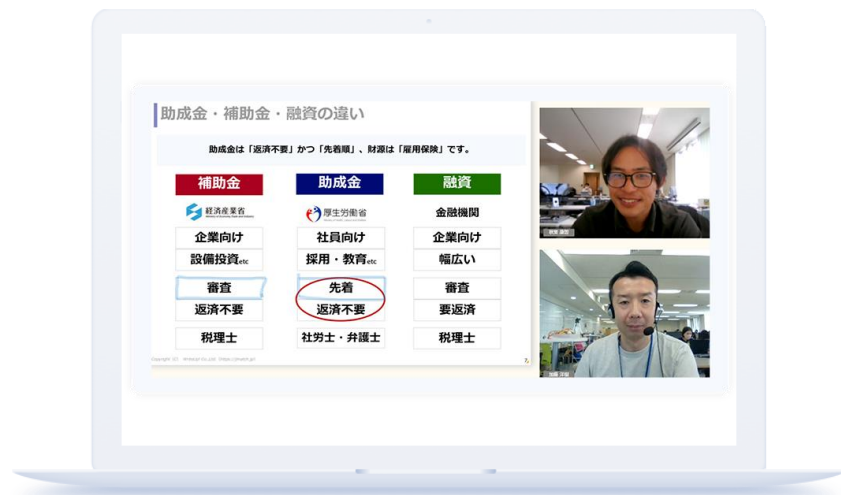 助成金・補助金・融資の違い
助成金は「返済不要」かつ「先着順」、財源は「雇用保険」です。
補助金
助成金
融資
経済産業省
厚生労働省
金融機関
企業向け
社員向け
企業向け
設備投資etc
採用・教育etc
幅広い
審査
先着
審査
返済不要
返済不要
要返済
税理士
社労士・弁護士
税理士